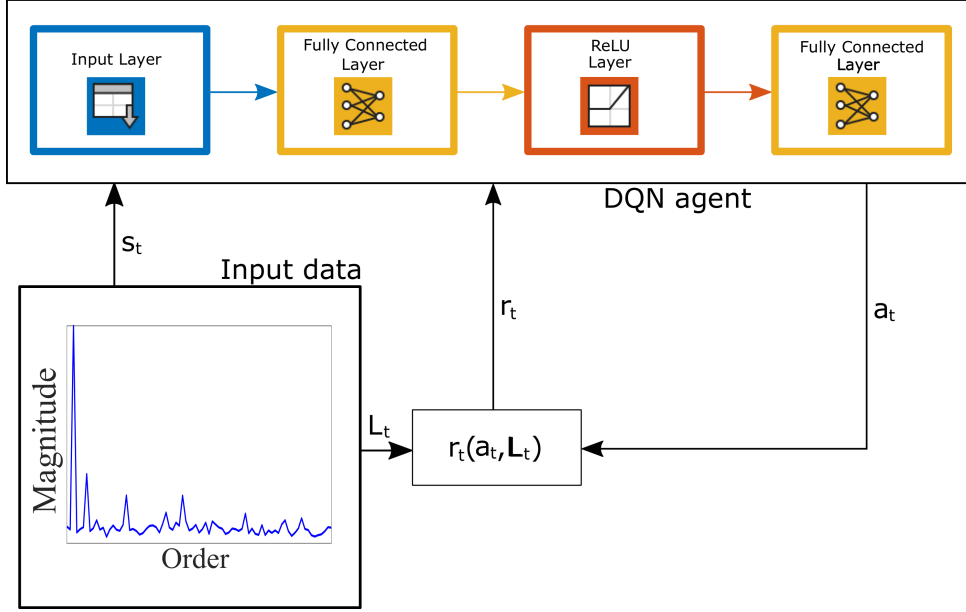 Input Layer
Fully Connected
Layer
ReLU
Layer
Fully Connected
Layer
DQN agent
sₜ
Input data
rₜ
aₜ
Lₜ
rₜ(aₜ,Lₜ)
Magnitude
Order